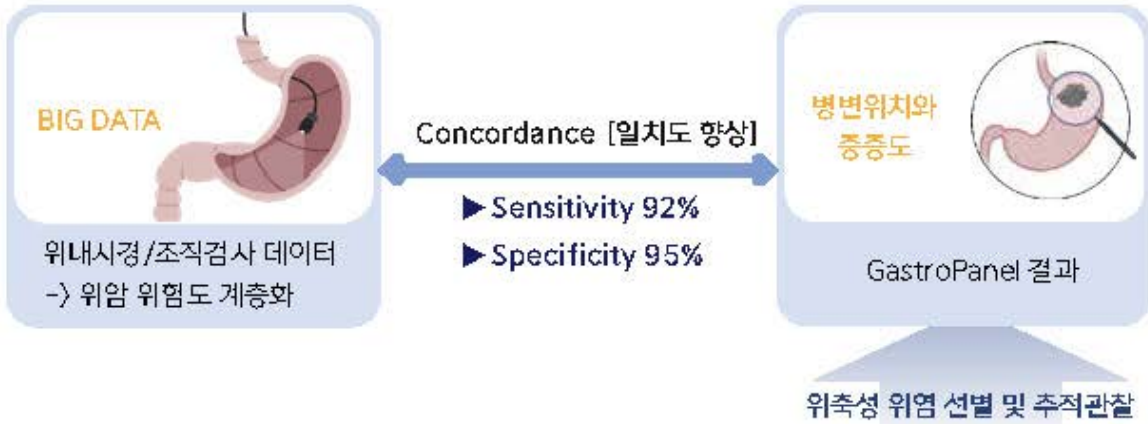 BIG DATA
위내시경/조직검사 데이터
-> 위암 위험도 계층화
Concordance [일치도 향상]
▶ Sensitivity 92%
▶ Specificity 95%
병변위치와
중증도
GastroPanel 결과
위축성 위염 선별 및 추적관찰